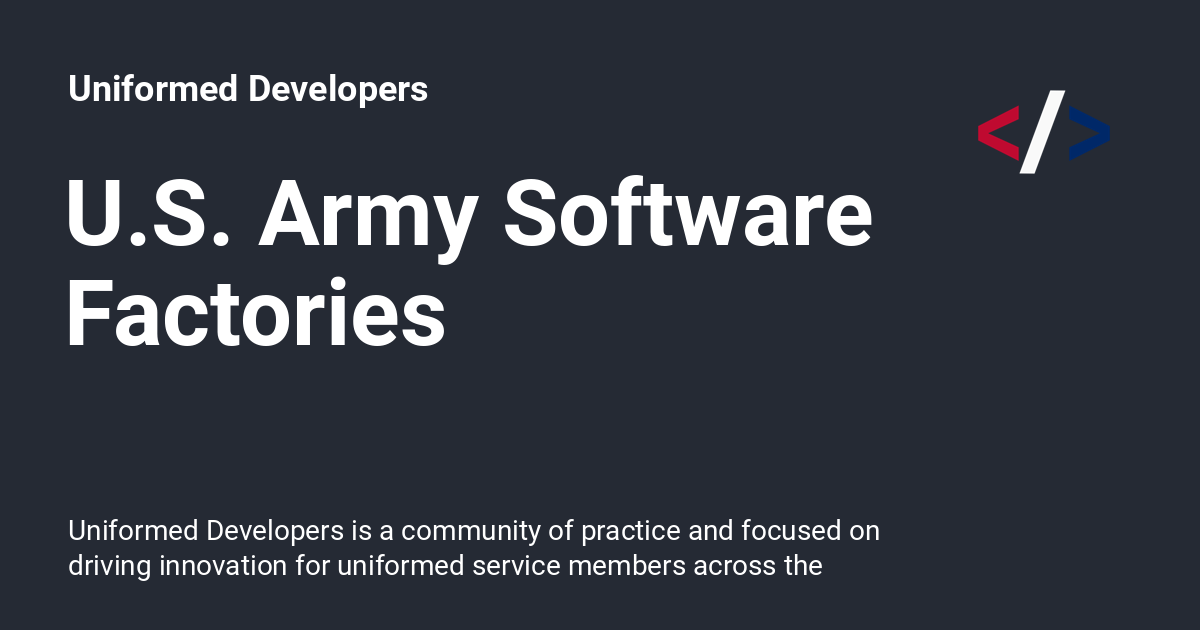 Uniformed Developers
</>
U.S. Army Software
Factories
Uniformed Developers is a community of practice and focused on
driving innovation for uniformed service members across the